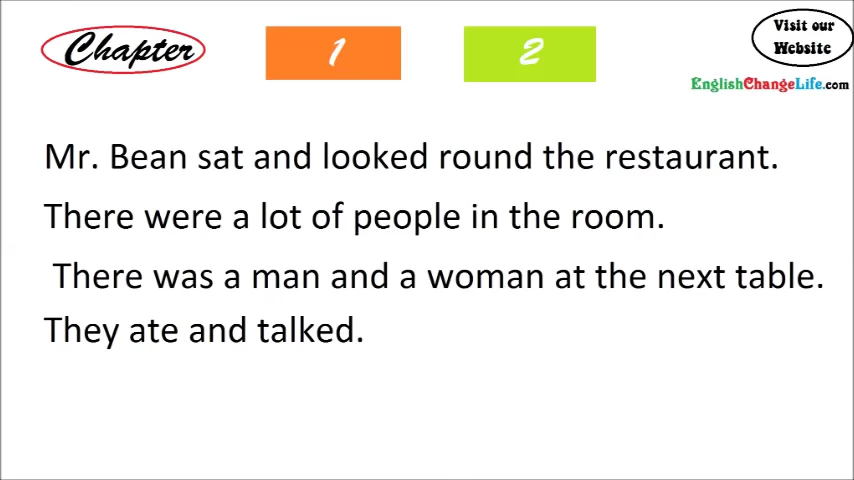 Chapter
1
2
Visit our
Website
EnglishChangeLife.com
Mr. Bean sat and looked round the restaurant.
There were a lot of people in the room.
There was a man and a woman at the next table.
They ate and talked.